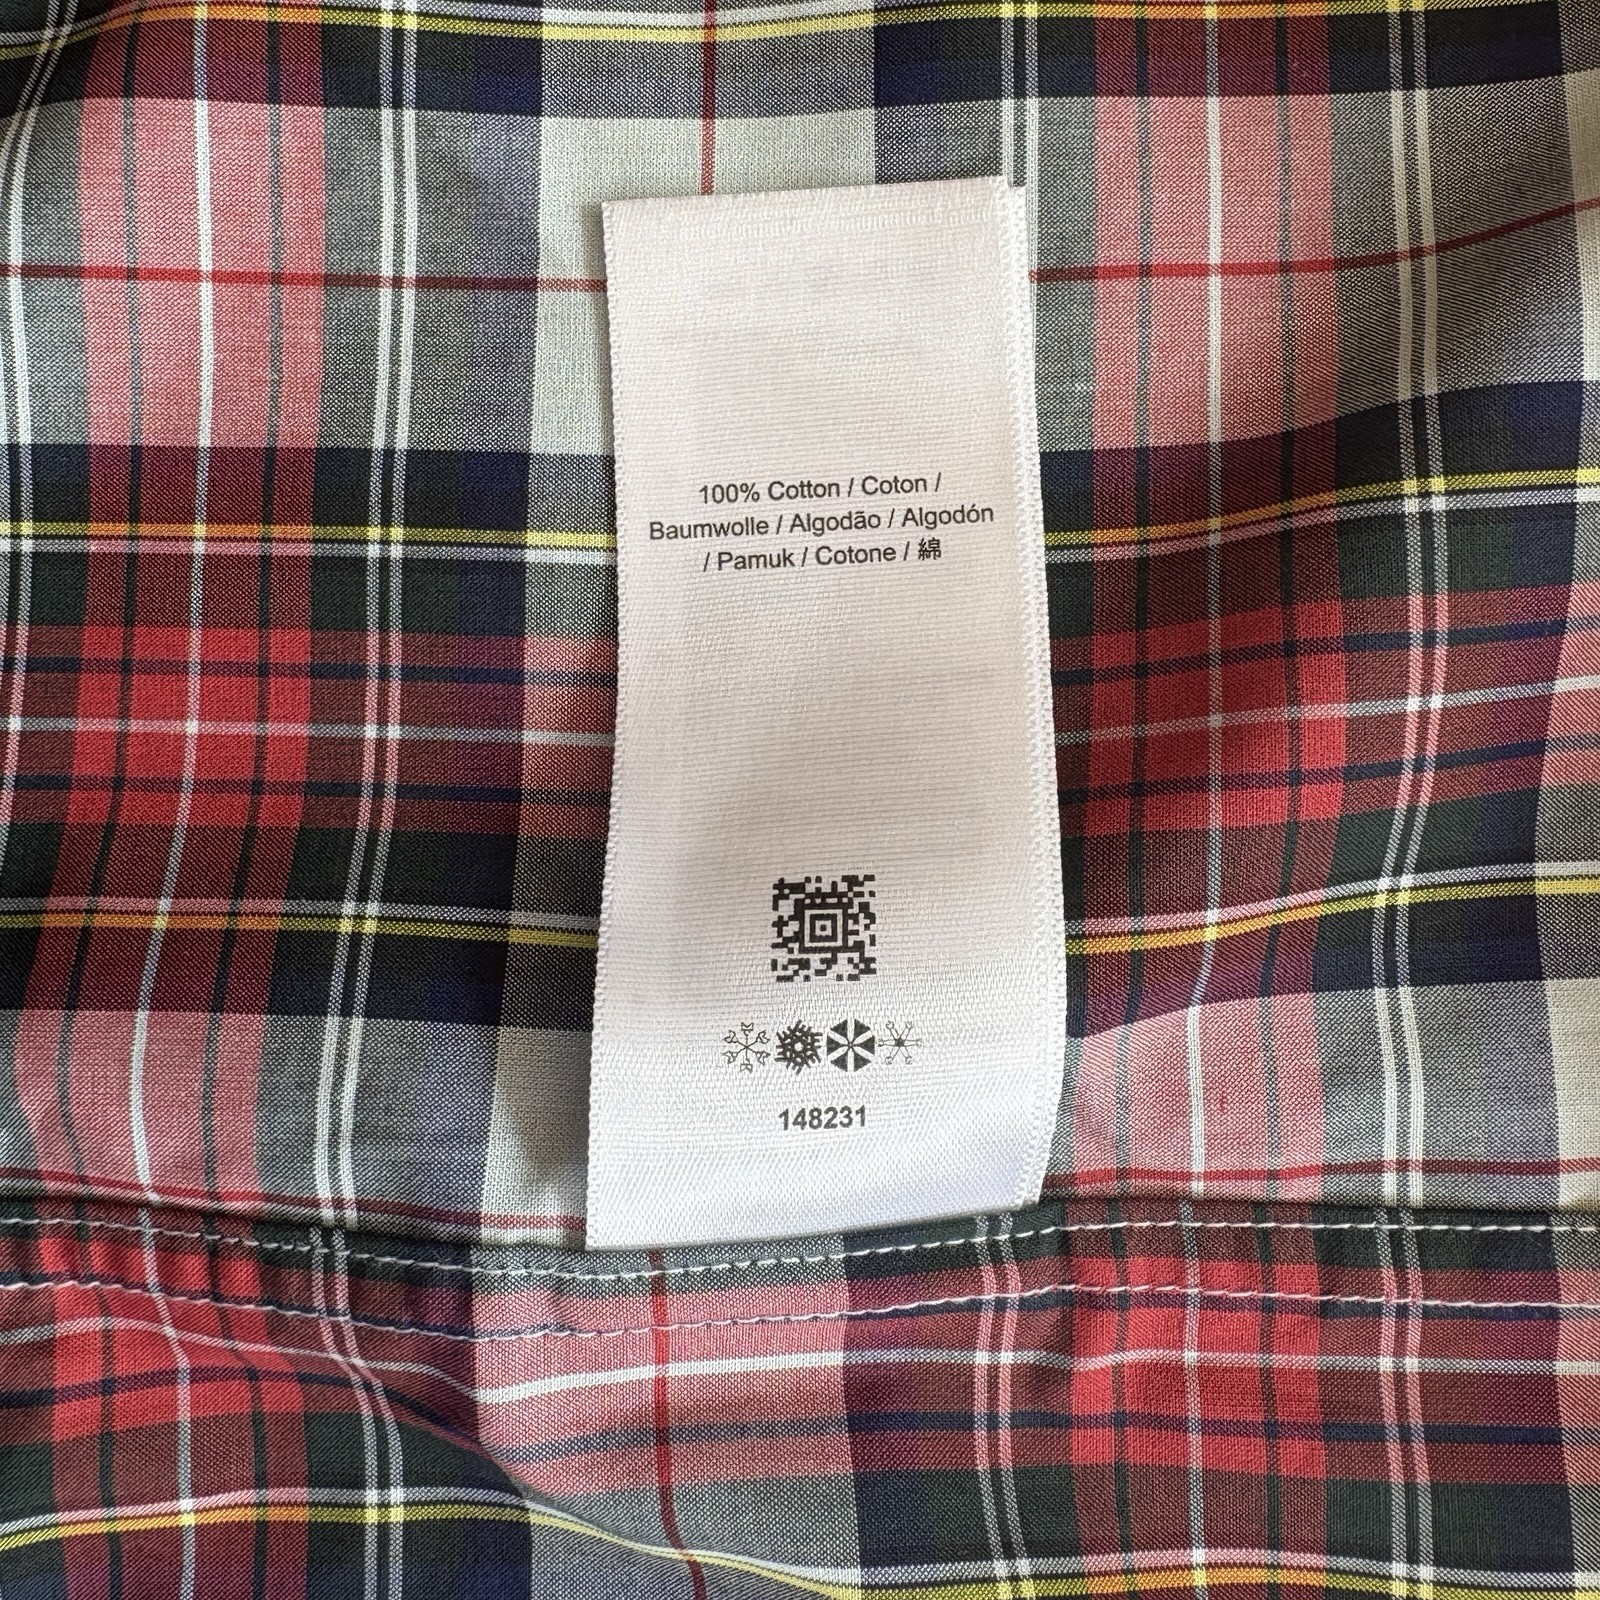 100% Cotton / Coton /
Baumwolle / Algodão / Algodón
/ Pamuk / Cotone / 綿
148231